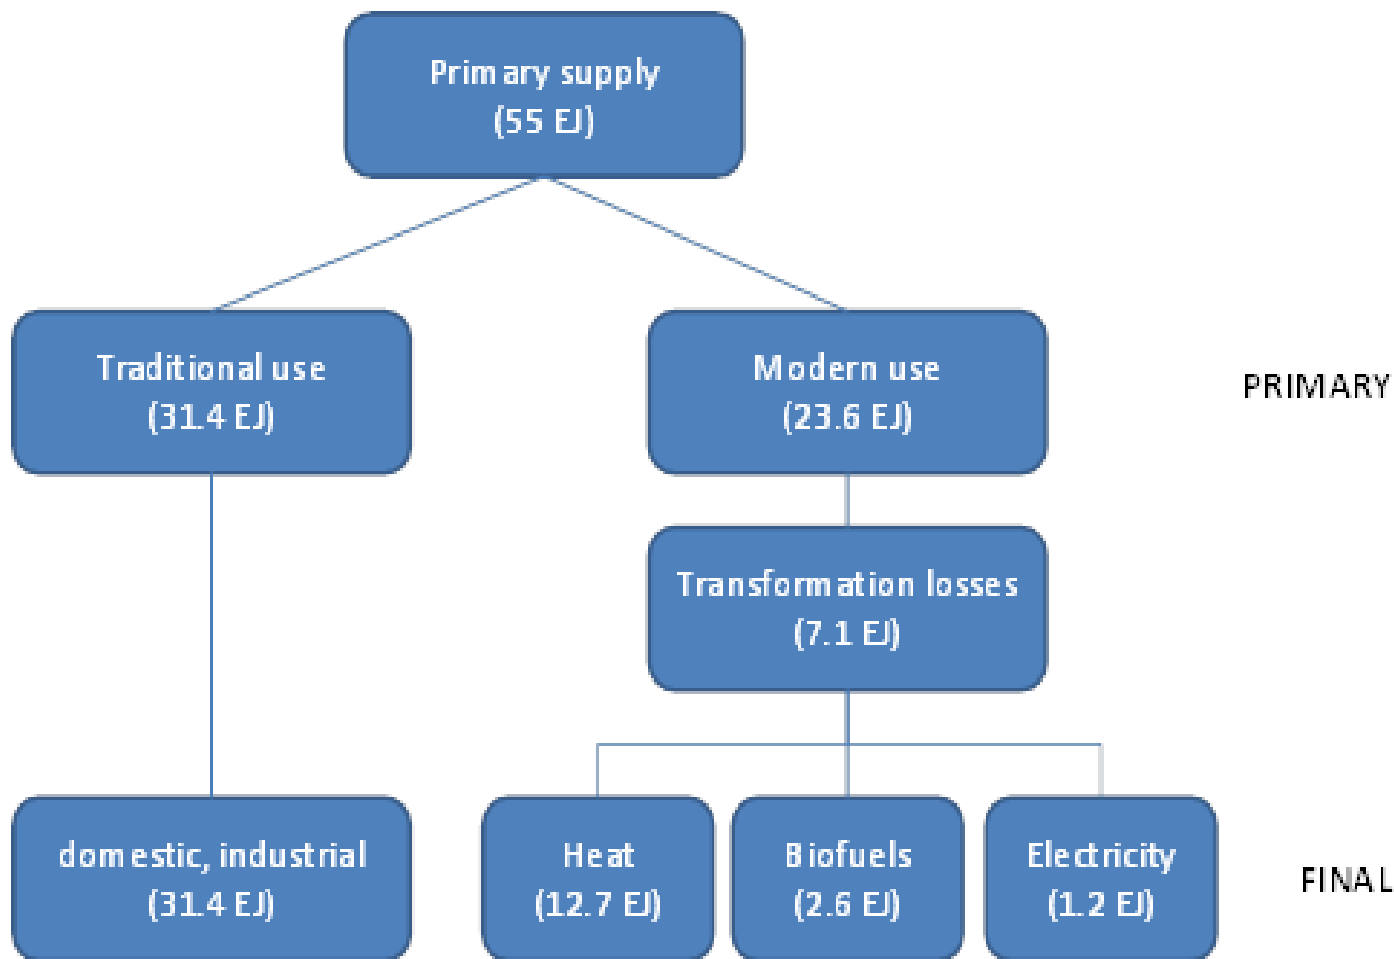 Primary supply
(55 EJ)
Traditional use
(31.4 EJ)
Modern use
(23.6 EJ)
PRIMARY
Transformation losses
(7.1 EJ)
domestic, industrial
(31.4 EJ)
Heat
(12.7 EJ)
Biofuels
(2.6 EJ)
Electricity
(1.2 EJ)
FINAL